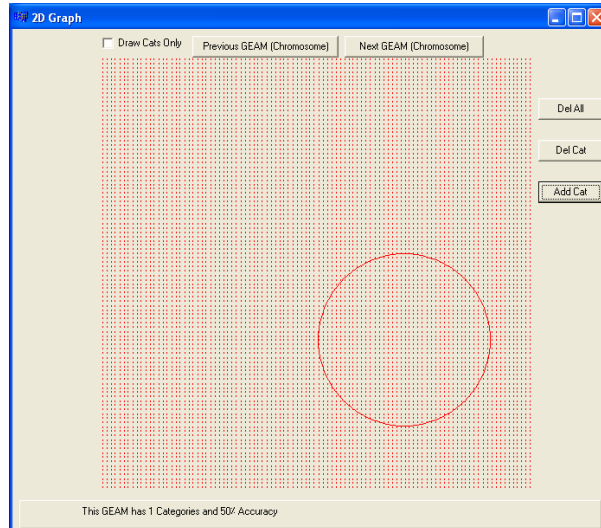 2D Graph
Draw Cats Only
Previous GEAM (Chromosome)
Next GEAM (Chromosome)
Del All
Del Cat
Add Cat
This GEAM has 1 Categories and 50% Accuracy